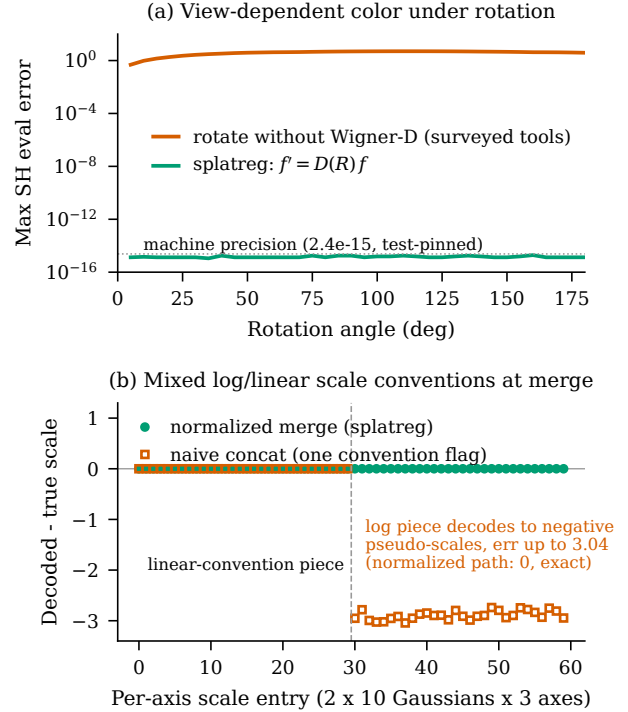 (a) View-dependent color under rotation
Max SH eval error
10^0
10^-4
10^-8
10^-12
10^-16
rotate without Wigner-D (surveyed tools)
splatreg: f' = D(R)f
machine precision (2.4e-15, test-pinned)
0 25 50 75 100 125 150 175
Rotation angle (deg)
(b) Mixed log/linear scale conventions at merge
Decoded - true scale
1
0
−1
−2
−3
normalized merge (splatreg)
naive concat (one convention flag)
linear-convention piece
log piece decodes to negative
pseudo-scales, err up to 3.04
(normalized path: 0, exact)
0 10 20 30 40 50 60
Per-axis scale entry (2 x 10 Gaussians x 3 axes)